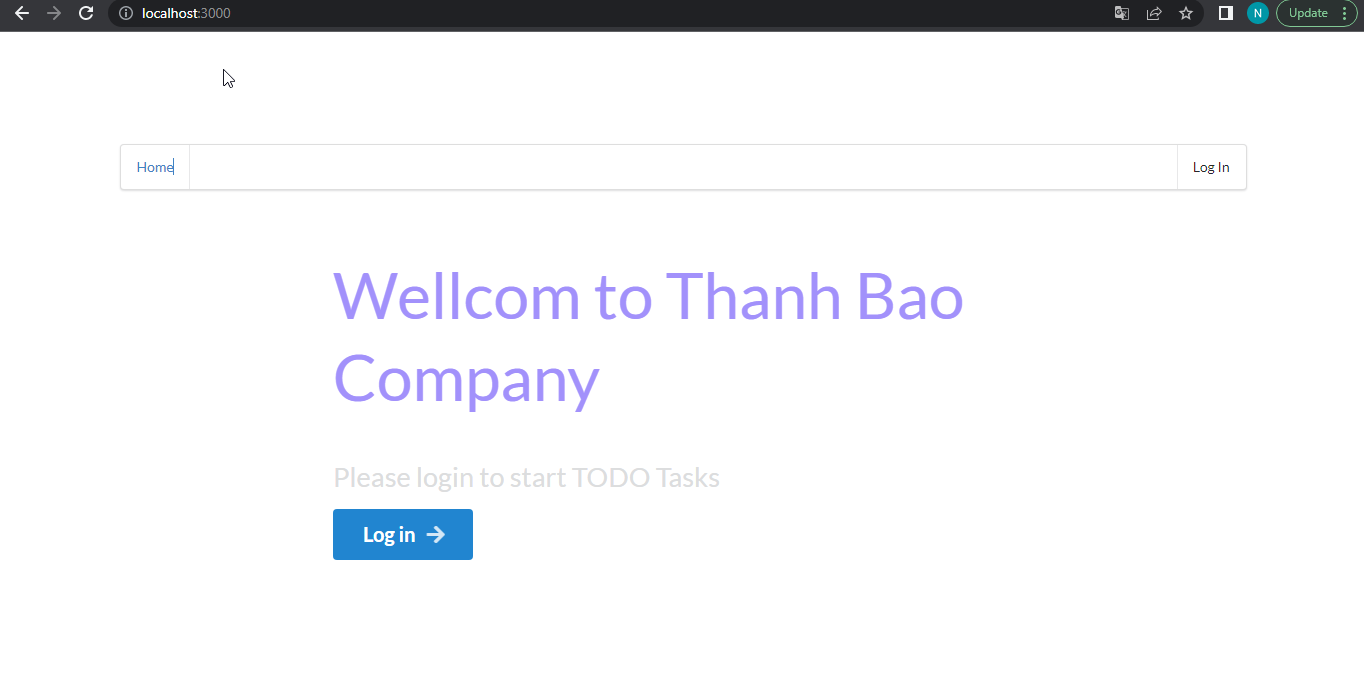 localhost:3000
N
Update
Home
Log In
Wellcom to Thanh Bao
Company
Please login to start TODO Tasks
Log in